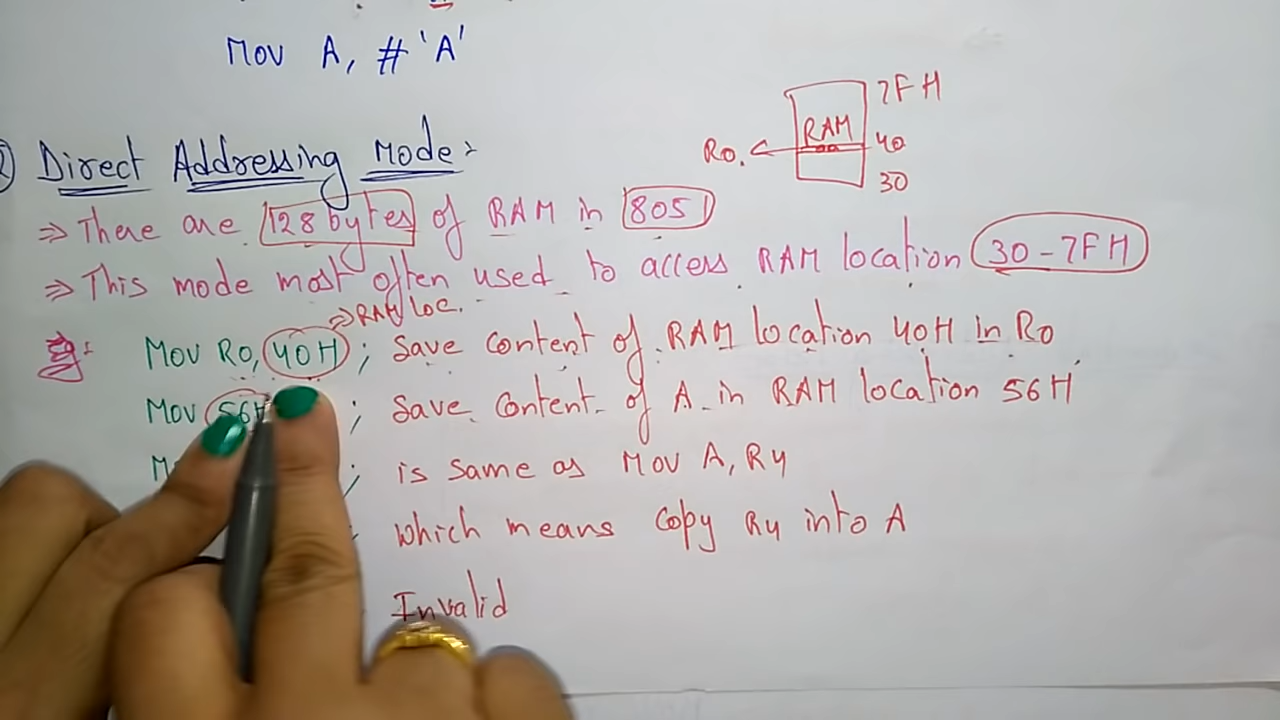 Mov A, # 'A'
7FH
RAM
R0. 40
30
2) Direct Addressing Mode:
⇒ There are 128 bytes of RAM in 8051
⇒ This mode most often used to access RAM location 30 - 7FH
⇒ RAM Loc.
Eg: Mov R0, 40H ; Save content of RAM location 40H in R0
Mov 56H ; Save content of A in RAM location 56H
; is same as Mov A, R4
which means copy R4 into A
Invalid